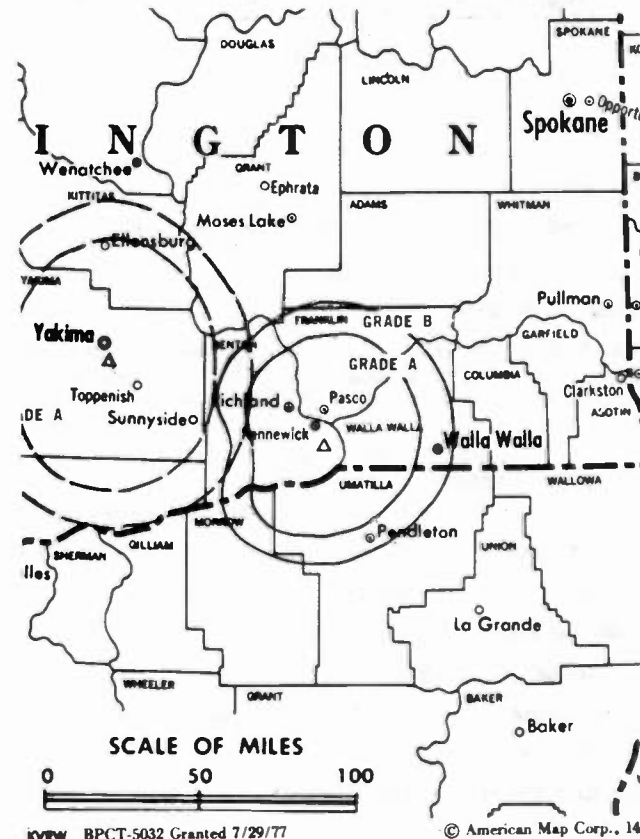 SPOKANE
DOUGLAS
LINCOLN
Spokane
I N G T O N
Wenatchee
GRANT
Ephrata
KITTITAS
ADAMS
WHITMAN
Moses Lake
Ellensburg
YAKIMA
Pullman
FRANKLIN
GRADE B
GARFIELD
Yakima
BENTON
GRADE A
COLUMBIA
Toppenish
Clarkston
ASOTIN
Richland
Pasco
DE A
Sunnyside
WALLA WALLA
Kennewick
Walla Walla
UMATILLA
WALLOWA
MORROW
Pendleton
SHERMAN
GILLIAM
UNION
lles
La Grande
WHEELER
GRANT
BAKER
Baker
SCALE OF MILES
0 50 100
BPCT-5032 Granted 7/29/77
© American Map Corp., 14